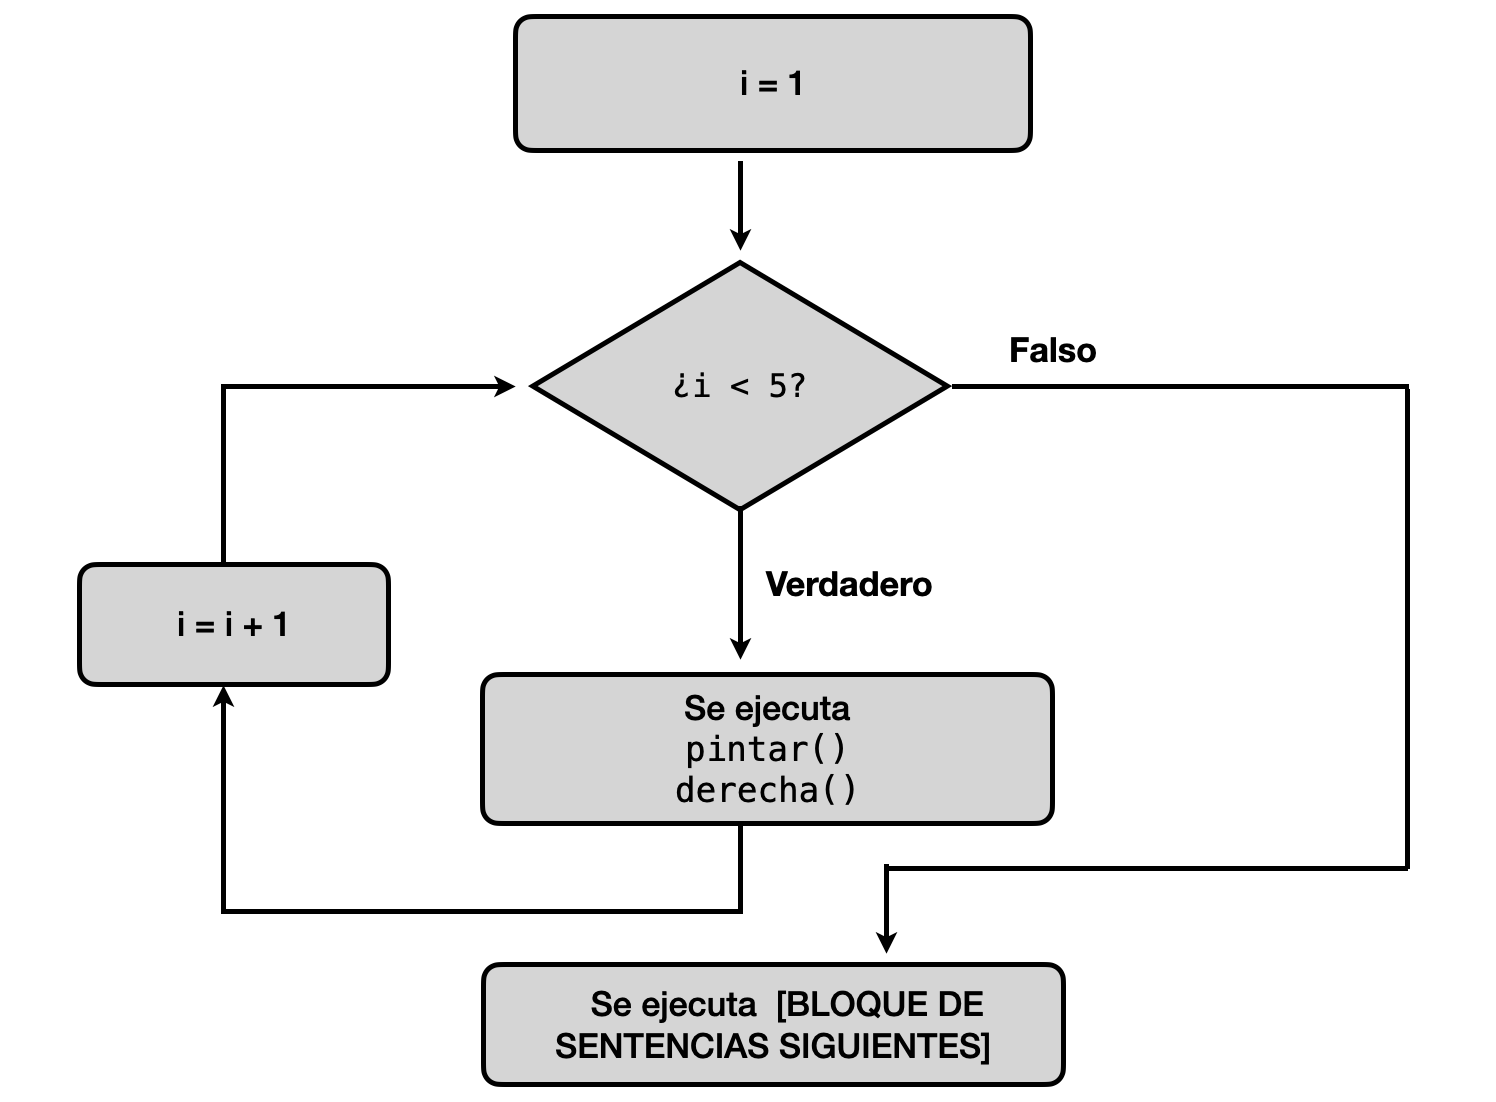 i = 1
¿i < 5?
Falso
Verdadero
i = i + 1
Se ejecuta
pintar()
derecha()
Se ejecuta [BLOQUE DE
SENTENCIAS SIGUIENTES]